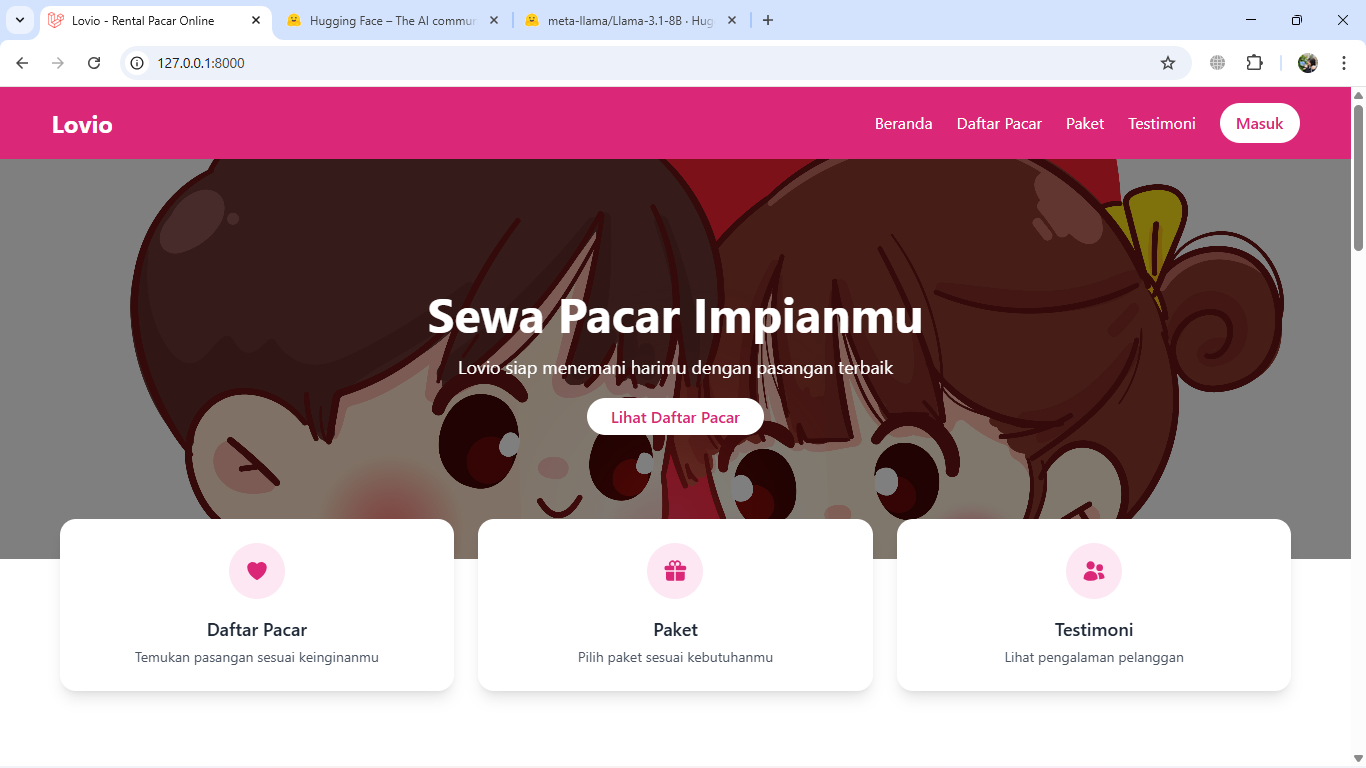 Lovio - Rental Pacar Online
Hugging Face – The AI commun
meta-llama/Llama-3.1-8B · Hug
127.0.0.1:8000
Lovio
Beranda
Daftar Pacar
Paket
Testimoni
Masuk
Sewa Pacar Impianmu
Lovio siap menemani harimu dengan pasangan terbaik
Lihat Daftar Pacar
Daftar Pacar
Temukan pasangan sesuai keinginanmu
Paket
Pilih paket sesuai kebutuhanmu
Testimoni
Lihat pengalaman pelanggan